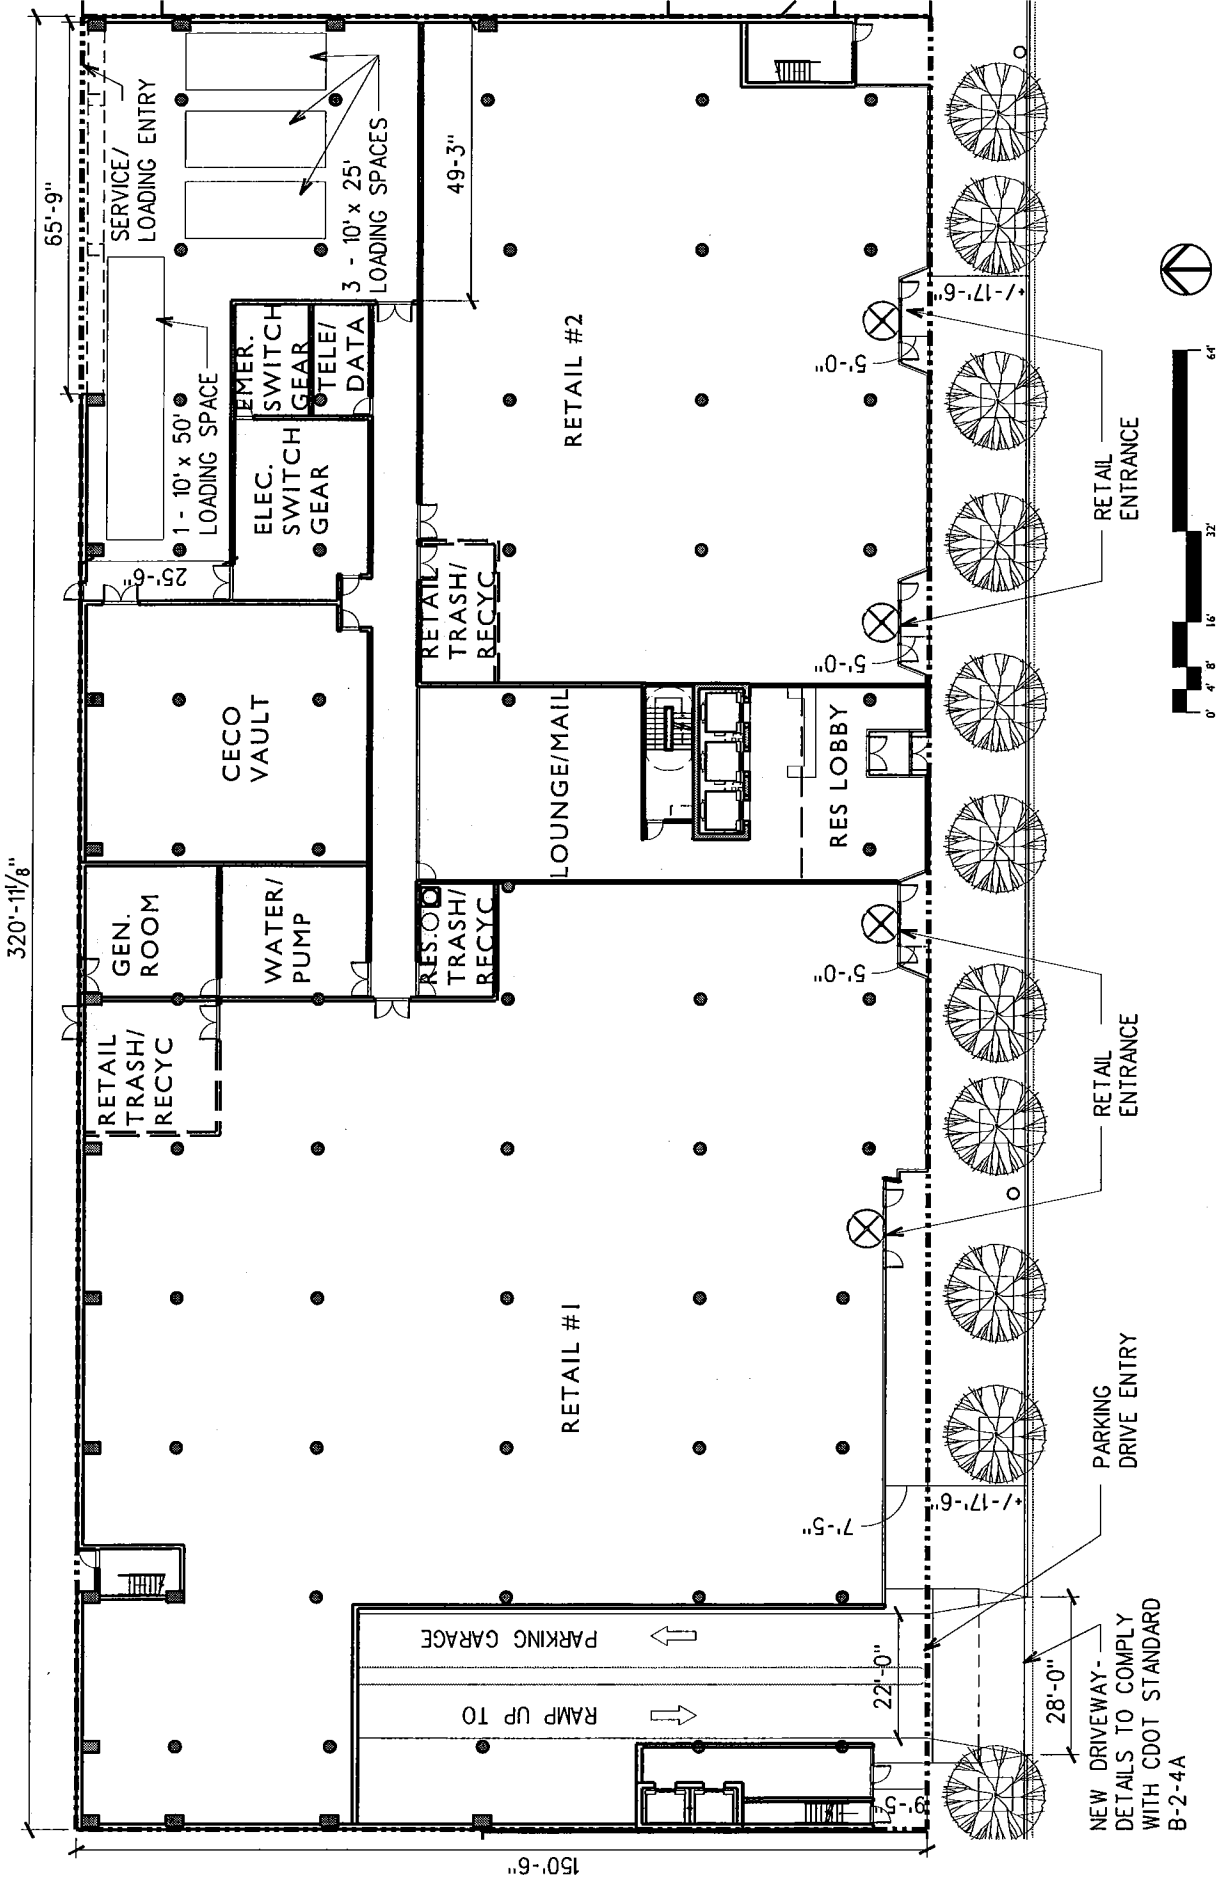 320'-11⅛"
65'-9"
150'-6"
SERVICE/
LOADING ENTRY
1 - 10' x 50'
LOADING SPACE
3 - 10' x 25'
LOADING SPACES
25'-6"
49'-3"
RETAIL
TRASH/
RECYC
GEN.
ROOM
WATER/
PUMP
CECO
VAULT
ELEC.
SWITCH
GEAR
EMER.
SWITCH
GEAR
TELE/
DATA
RES.
TRASH/
RECYC
RETAIL
TRASH/
RECYC
RAMP UP TO
PARKING GARAGE
RETAIL #1
LOUNGE/MAIL
RETAIL #2
RES LOBBY
22'-0"
9'-5"
7'-5"
5'-0"
5'-0"
5'-0"
+/-17'-6"
+/-17'-6"
28'-0"
NEW DRIVEWAY-
DETAILS TO COMPLY
WITH CDOT STANDARD
B-2-4A
PARKING
DRIVE ENTRY
RETAIL
ENTRANCE
RETAIL
ENTRANCE
0' 4' 8' 16' 32' 64'